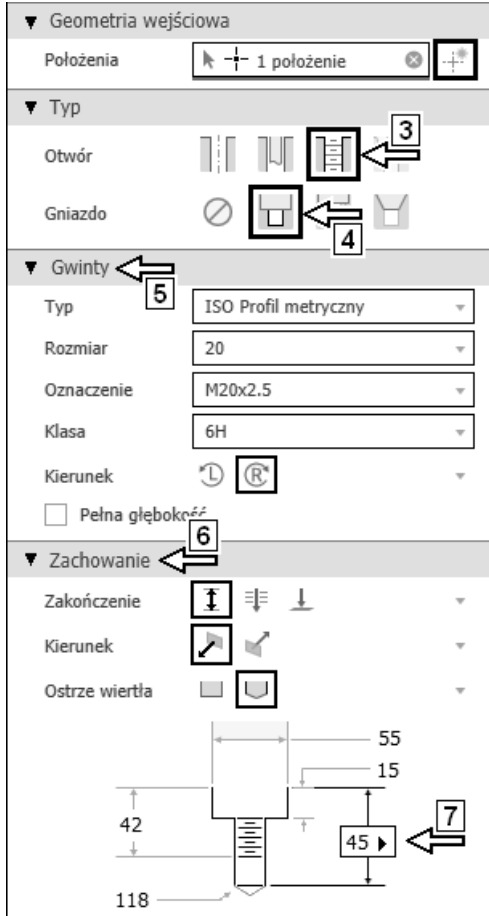 Geometria wejściowa
Położenia 1 położenie
Typ
3
Otwór
Gniazdo
4
Gwinty
5
Typ ISO Profil metryczny
Rozmiar 20
Oznaczenie M20x2.5
Klasa 6H
Kierunek L R
Pełna głębokość
6
Zachowanie
Zakończenie
Kierunek
Ostrze wiertła
55
15
42
45
7
118